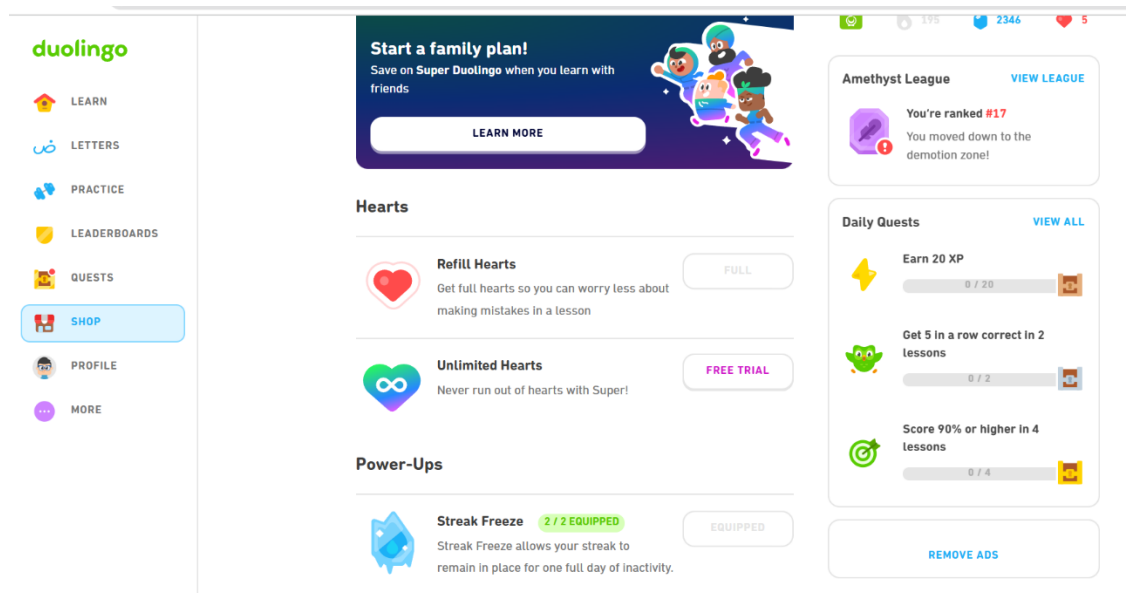 duolingo
LEARN
ض LETTERS
PRACTICE
LEADERBOARDS
QUESTS
SHOP
PROFILE
MORE
Start a family plan!
Save on Super Duolingo when you learn with
friends
LEARN MORE
Hearts
Refill Hearts
Get full hearts so you can worry less about
making mistakes in a lesson
FULL
Unlimited Hearts
Never run out of hearts with Super!
FREE TRIAL
Power-Ups
Streak Freeze 2 / 2 EQUIPPED
Streak Freeze allows your streak to
remain in place for one full day of inactivity.
EQUIPPED
195 2346 5
Amethyst League VIEW LEAGUE
You're ranked #17
You moved down to the
demotion zone!
Daily Quests VIEW ALL
Earn 20 XP
0 / 20
Get 5 in a row correct in 2
lessons
0 / 2
Score 90% or higher in 4
lessons
0 / 4
REMOVE ADS